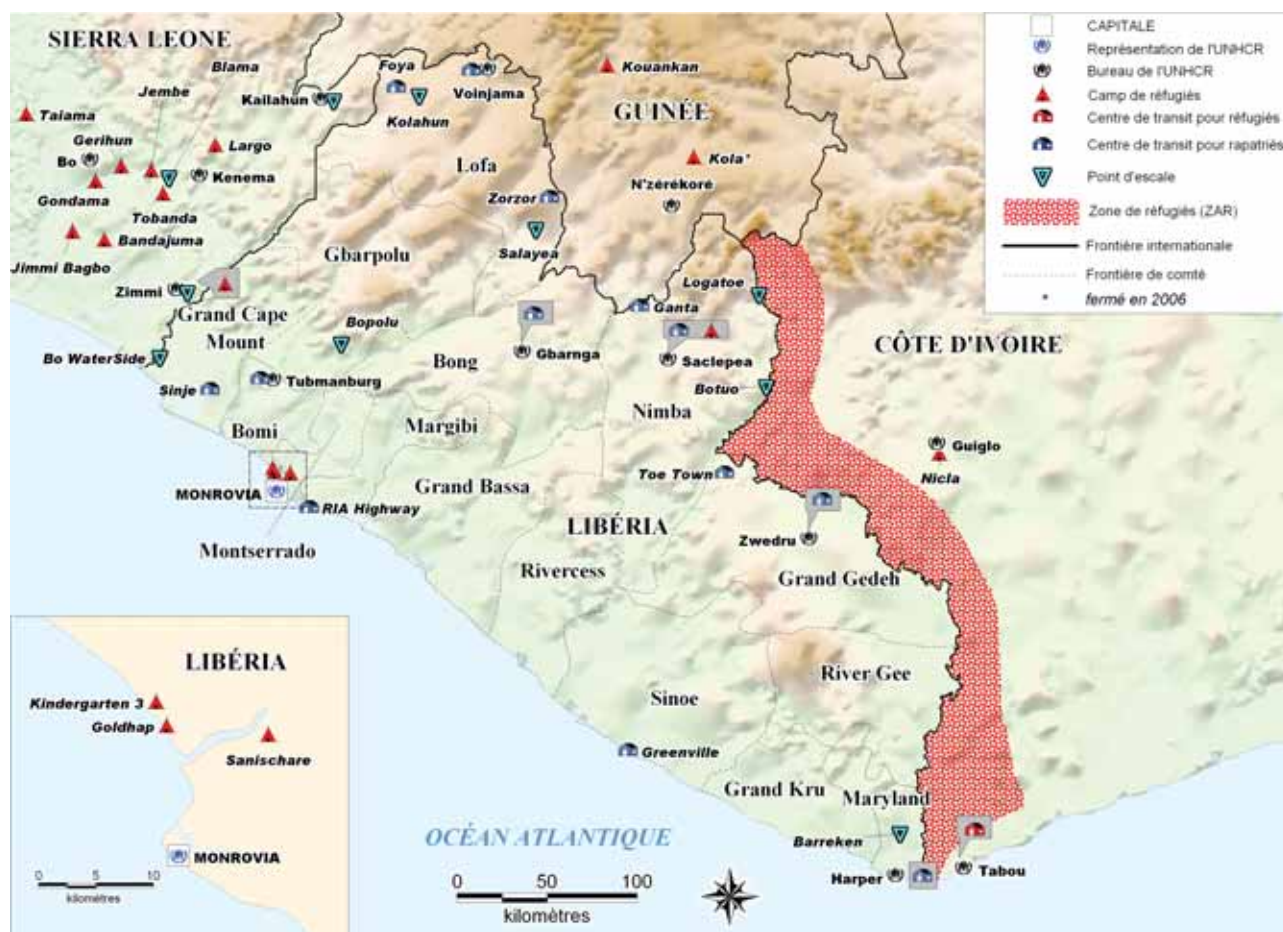 SIERRA LEONE
Blama
Foya
Voinjama
Kouankan
Jembe
Kailahun
Kolahun
GUINÉE
Taiama
Gerihun
Bo
Largo
Kenema
Lofa
Kola*
N'zérékoré
Gondama
Tobanda
Zorzor
Bandajuma
Salayea
Jimmi Bagbo
Gbarpolu
Zimmi
Logatoe
Grand Cape
Mount
Ganta
Bopolu
Bo WaterSide
Bong
Gbarnga
Saclepea
CÔTE D'IVOIRE
Sinje
Tubmanburg
Botuo
Nimba
Margibi
Bomi
Guiglo
Nicla
MONROVIA
Grand Bassa
Toe Town
RIA Highway
LIBÉRIA
Montserrado
Zwedru
Rivercess
Grand Gedeh
River Gee
Sinoe
Greenville
Grand Kru
Maryland
OCÉAN ATLANTIQUE
Barreken
Harper
Tabou
0 50 100
kilomètres
CAPITALE
Représentation de l'UNHCR
Bureau de l'UNHCR
Camp de réfugiés
Centre de transit pour réfugiés
Centre de transit pour rapatriés
Point d'escale
Zone de réfugiés (ZAR)
Frontière internationale
Frontière de comté
* fermé en 2006
LIBÉRIA
Kindergarten 3
Goldhap
Sanischare
MONROVIA
0 5 10
kilomètres